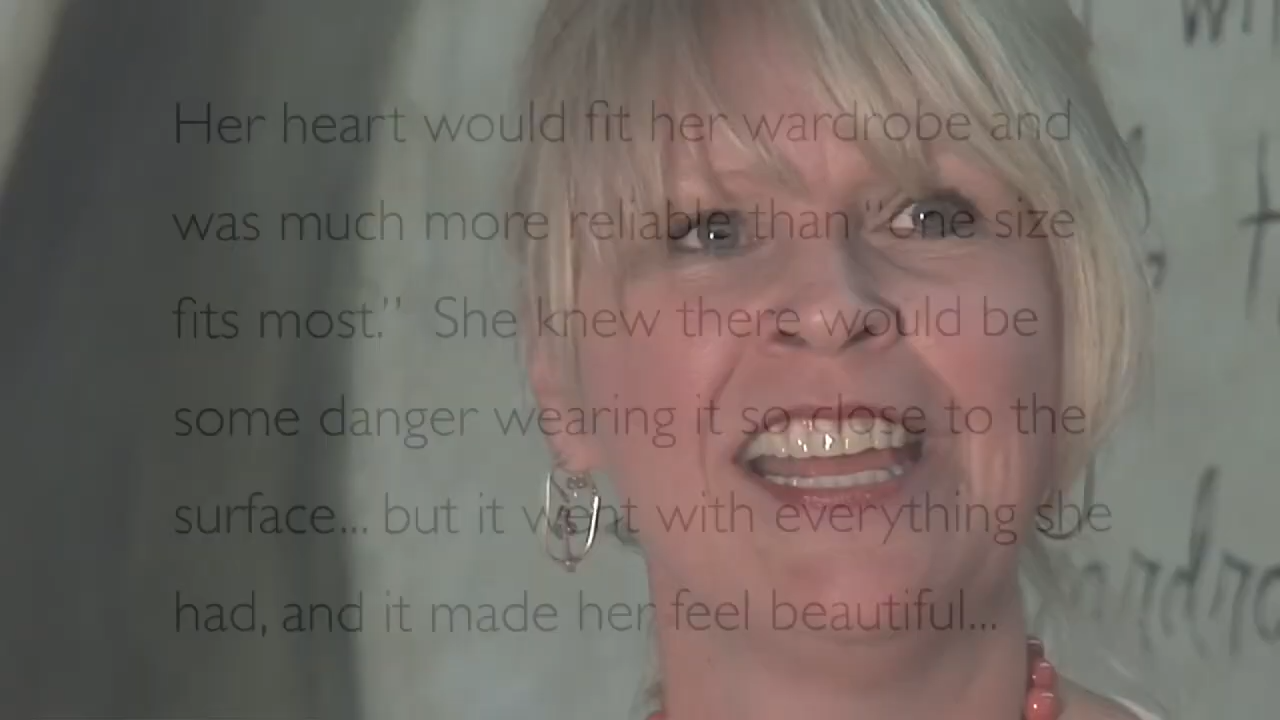 Her heart would fit her wardrobe and
was much more reliable than “one size
fits most.” She knew there would be
some danger wearing it so close to the
surface... but it went with everything she
had, and it made her feel beautiful...